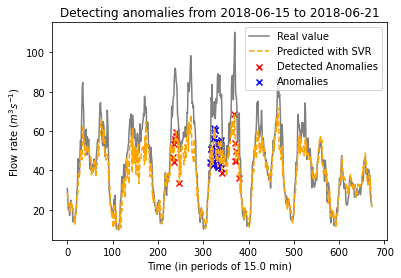 Detecting anomalies from 2018-06-15 to 2018-06-21
Real value
Predicted with SVR
Detected Anomalies
Anomalies
Flow rate (m³s⁻¹)
100
80
60
40
20
0 100 200 300 400 500 600 700
Time (in periods of 15.0 min)